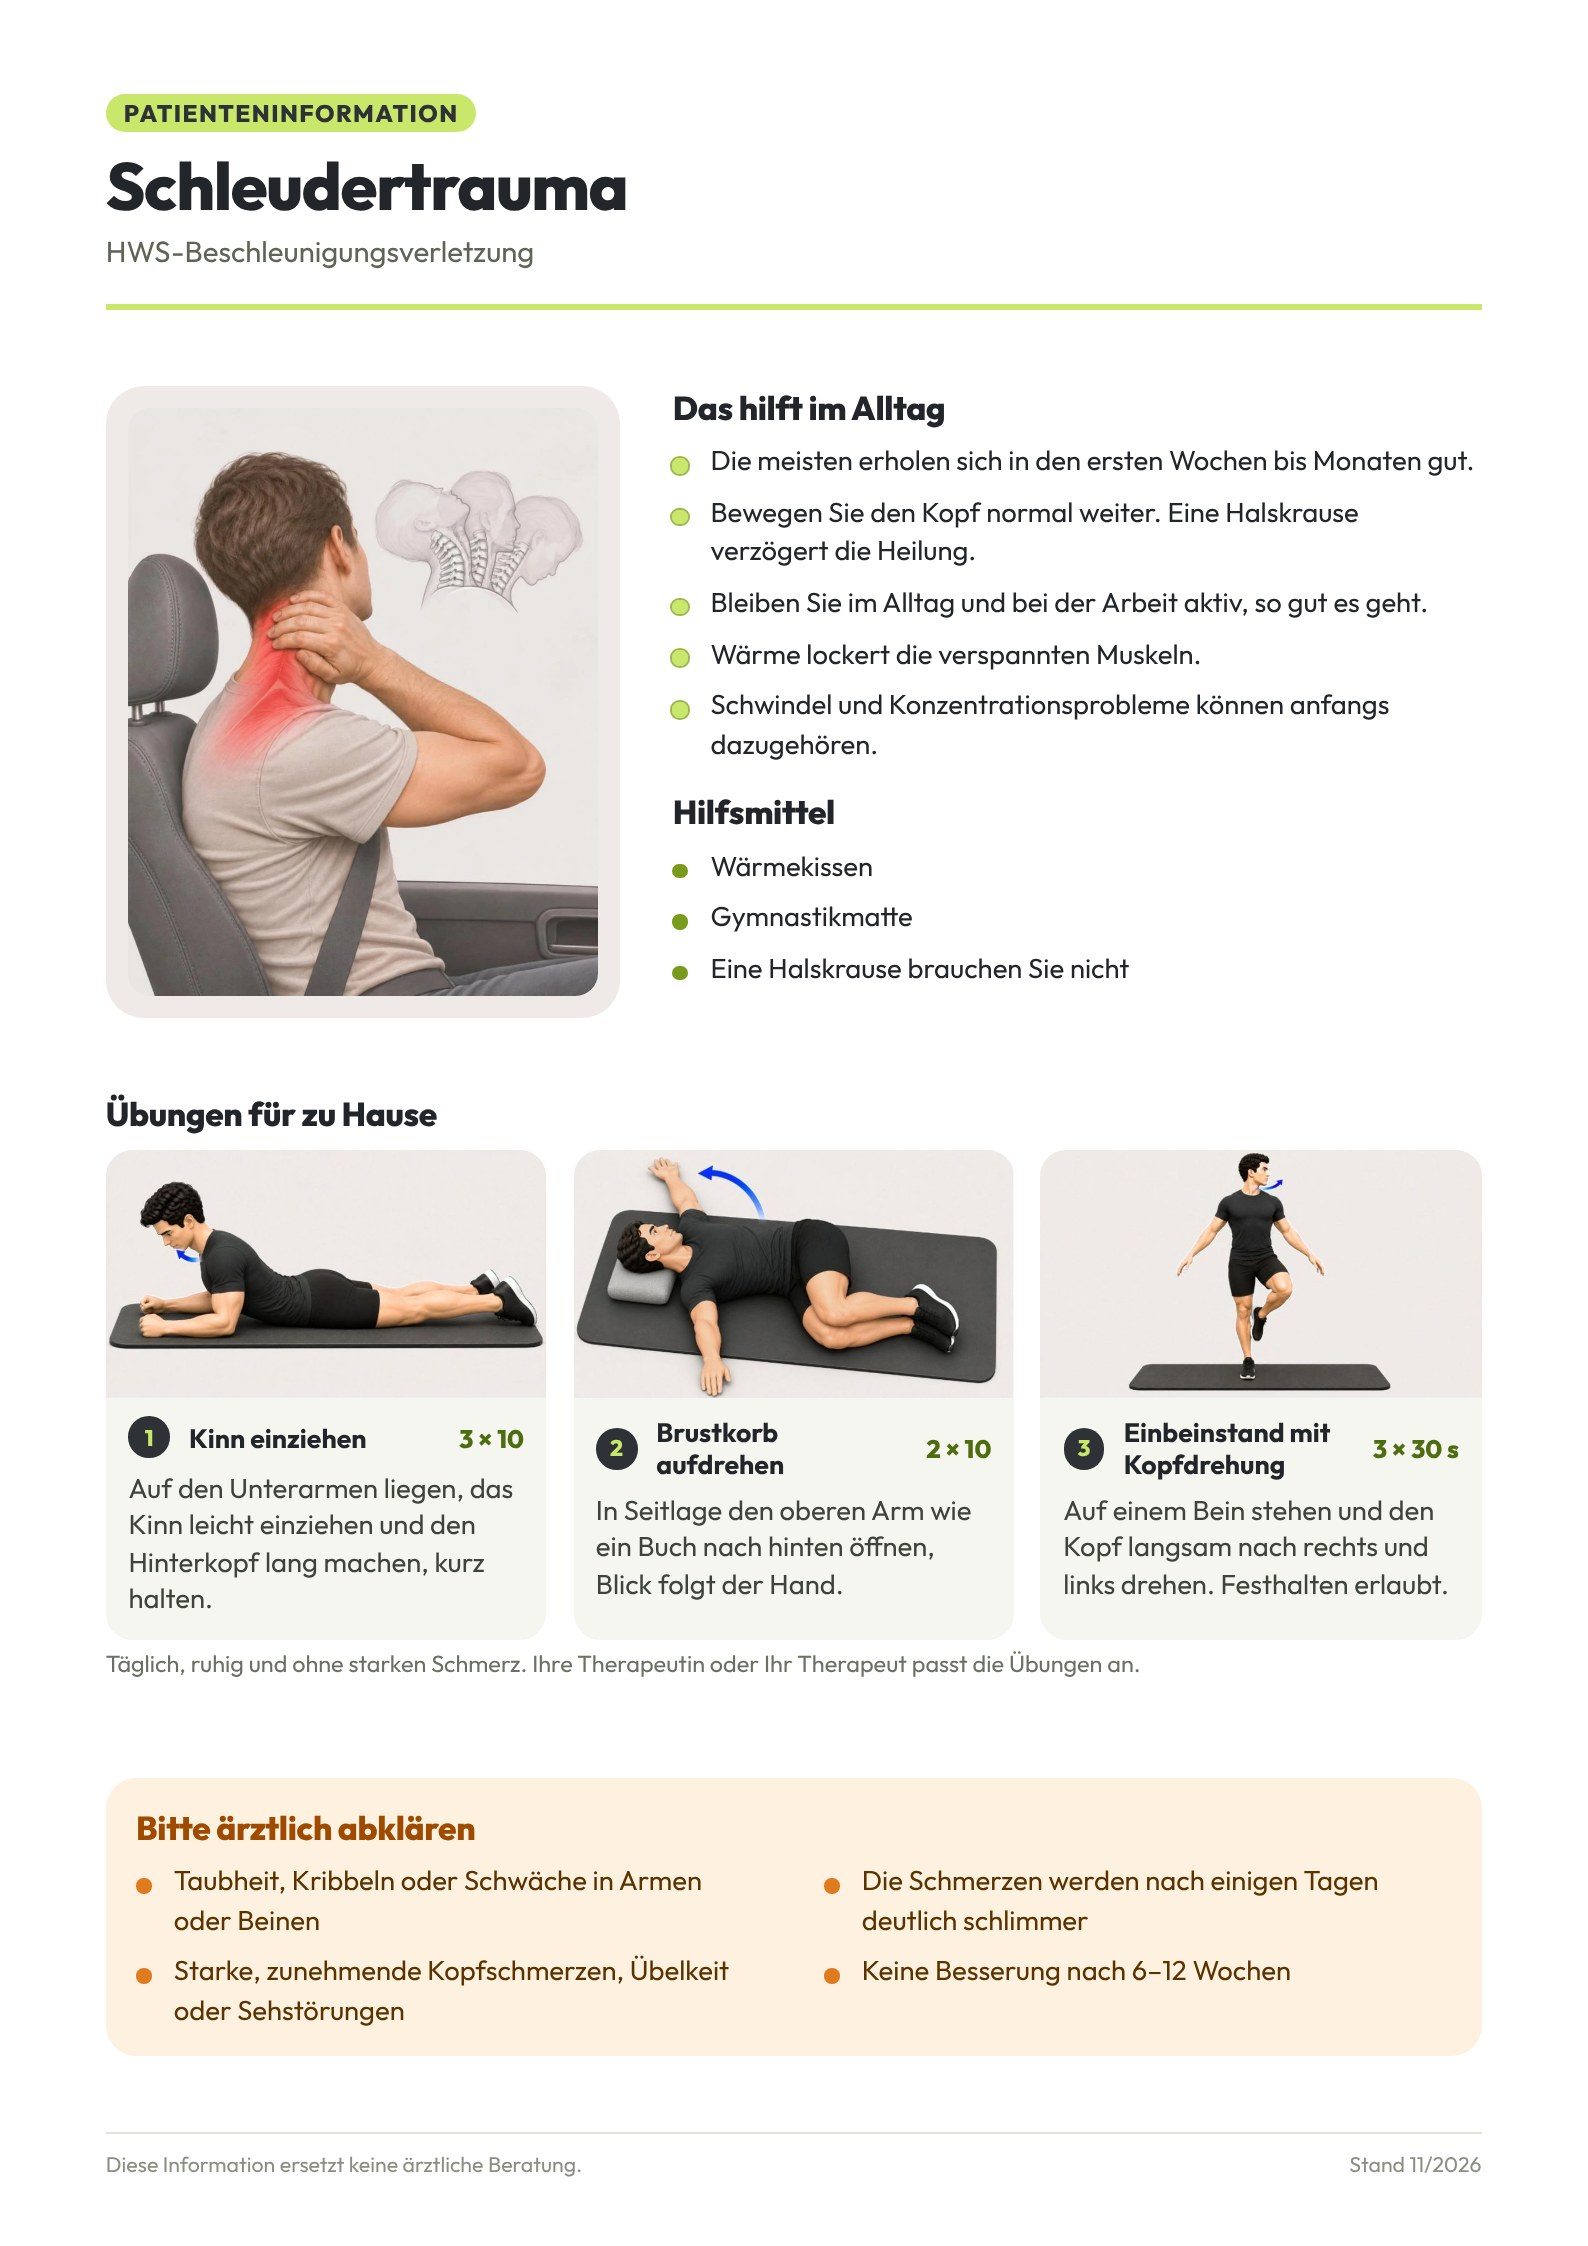 PATIENTENINFORMATION
Schleudertrauma
HWS-Beschleunigungsverletzung
Das hilft im Alltag
Die meisten erholen sich in den ersten Wochen bis Monaten gut.
Bewegen Sie den Kopf normal weiter. Eine Halskrause
verzögert die Heilung.
Bleiben Sie im Alltag und bei der Arbeit aktiv, so gut es geht.
Wärme lockert die verspannten Muskeln.
Schwindel und Konzentrationsprobleme können anfangs
dazugehören.
Hilfsmittel
Wärmekissen
Gymnastikmatte
Eine Halskrause brauchen Sie nicht
Übungen für zu Hause
1 Kinn einziehen 3 × 10
Auf den Unterarmen liegen, das
Kinn leicht einziehen und den
Hinterkopf lang machen, kurz
halten.
2 Brustkorb
aufdrehen 2 × 10
In Seitlage den oberen Arm wie
ein Buch nach hinten öffnen,
Blick folgt der Hand.
3 Einbeinstand mit
Kopfdrehung 3 × 30 s
Auf einem Bein stehen und den
Kopf langsam nach rechts und
links drehen. Festhalten erlaubt.
Täglich, ruhig und ohne starken Schmerz. Ihre Therapeutin oder Ihr Therapeut passt die Übungen an.
Bitte ärztlich abklären
Taubheit, Kribbeln oder Schwäche in Armen
oder Beinen
Starke, zunehmende Kopfschmerzen, Übelkeit
oder Sehstörungen
Die Schmerzen werden nach einigen Tagen
deutlich schlimmer
Keine Besserung nach 6–12 Wochen
Diese Information ersetzt keine ärztliche Beratung.
Stand 11/2026